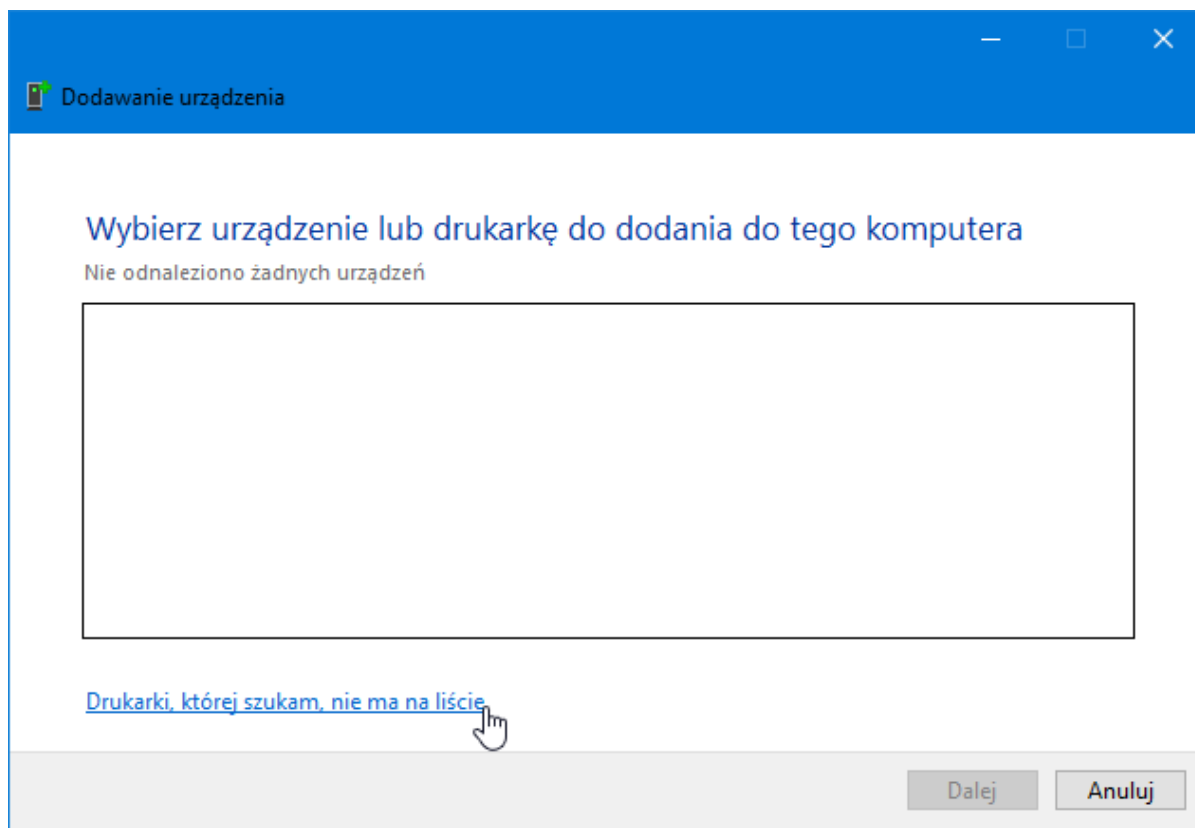 Dodawanie urządzenia
Wybierz urządzenie lub drukarkę do dodania do tego komputera
Nie odnaleziono żadnych urządzeń
Drukarki, której szukam, nie ma na liście
Dalej
Anuluj